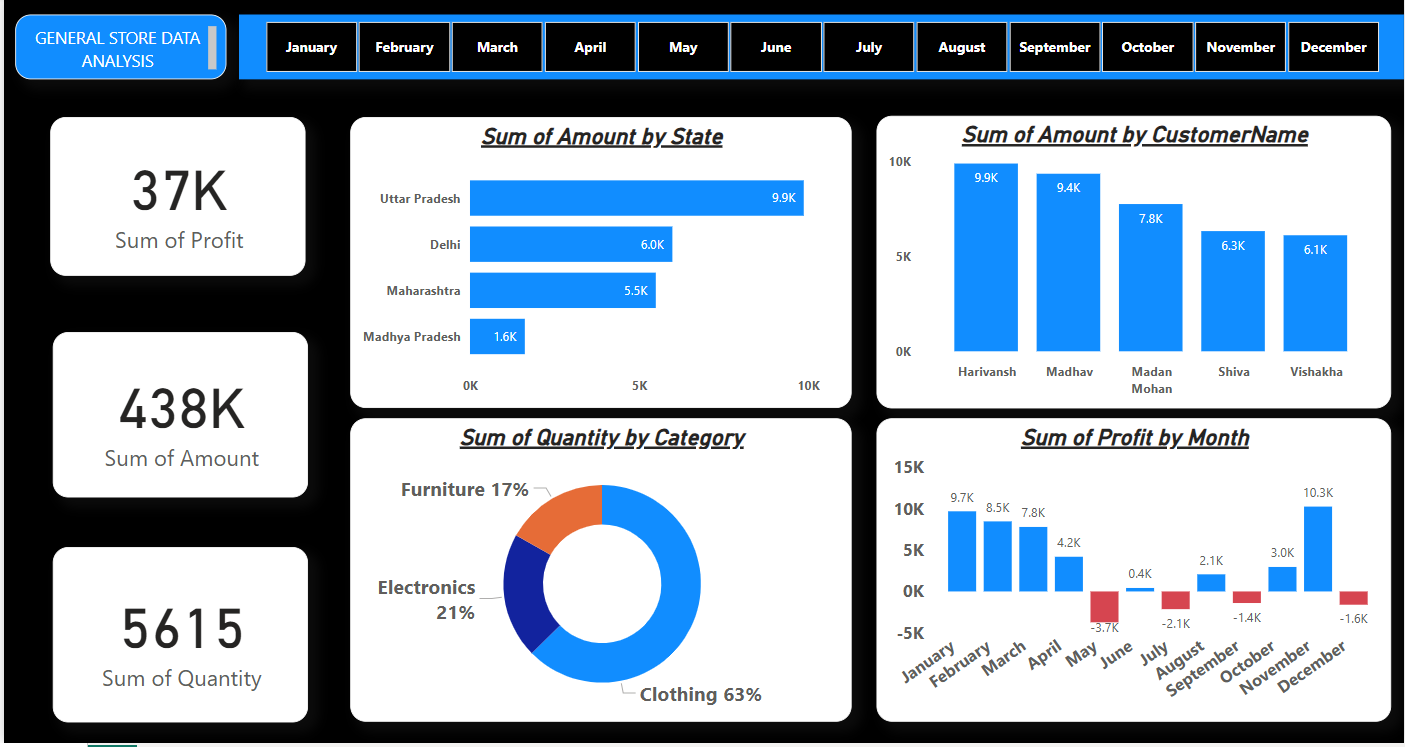 GENERAL STORE DATA
ANALYSIS
January
February
March
April
May
June
July
August
September
October
November
December
37K
Sum of Profit
438K
Sum of Amount
5615
Sum of Quantity
Sum of Amount by State
Uttar Pradesh
9.9K
Delhi
6.0K
Maharashtra
5.5K
Madhya Pradesh
1.6K
0K
5K
10K
Sum of Amount by CustomerName
10K
5K
0K
9.9K
9.4K
7.8K
6.3K
6.1K
Harivansh
Madhav
Madan
Mohan
Shiva
Vishakha
Sum of Quantity by Category
Furniture 17%
Electronics
21%
Clothing 63%
Sum of Profit by Month
15K
10K
5K
0K
-5K
9.7K
8.5K
7.8K
4.2K
-3.7K
0.4K
-2.1K
2.1K
-1.4K
3.0K
10.3K
-1.6K
January
February
March
April
May
June
July
August
September
October
November
December